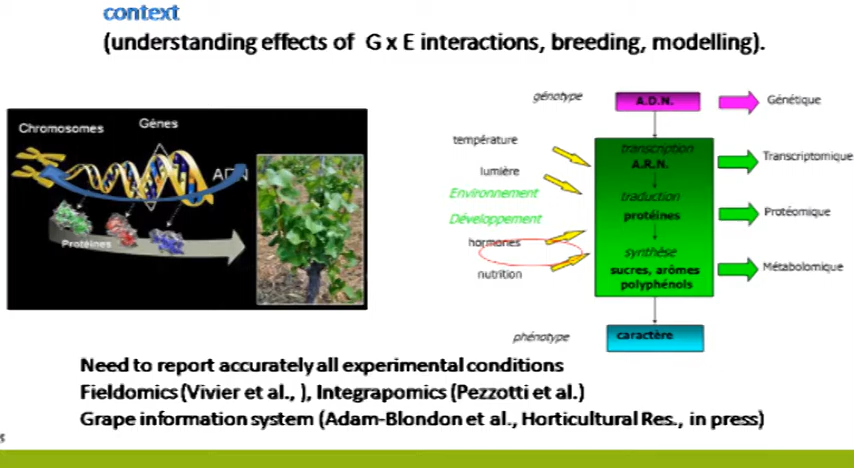 context
(understanding effects of G x E interactions, breeding, modelling).
Chromosomes
Gènes
ADN
Protéines
génotype
A.D.N.
Génétique
température
lumière
Environnement
Développement
hormones
nutrition
transcription
A.R.N.
traduction
protéines
synthèse
sucres, arômes
polyphénols
Transcriptomique
Protéomique
Métabolomique
phénotype
caractère
Need to report accurately all experimental conditions
Fieldomics (Vivier et al., ), Integrapomics (Pezzotti et al.)
Grape information system (Adam-Blondon et al., Horticultural Res., in press)